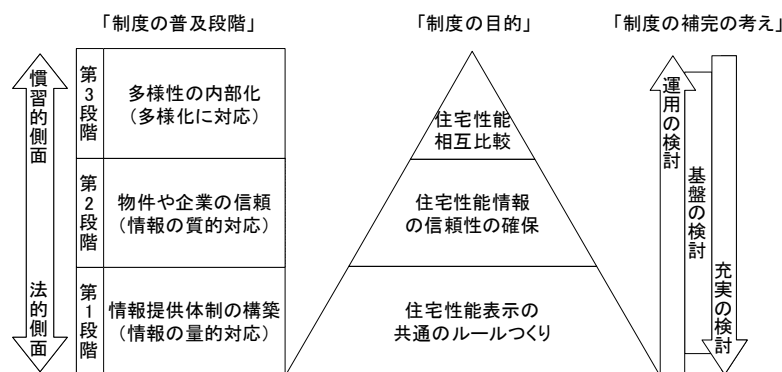 「制度の普及段階」
「制度の目的」
「制度の補完の考え」
慣習的側面
法的側面
第3段階
多様性の内部化
(多様化に対応)
第2段階
物件や企業の信頼
(情報の質的対応)
第1段階
情報提供体制の構築
(情報の量的対応)
住宅性能
相互比較
住宅性能情報
の信頼性の確保
住宅性能表示の
共通のルールつくり
運用の検討
基盤の検討
充実の検討